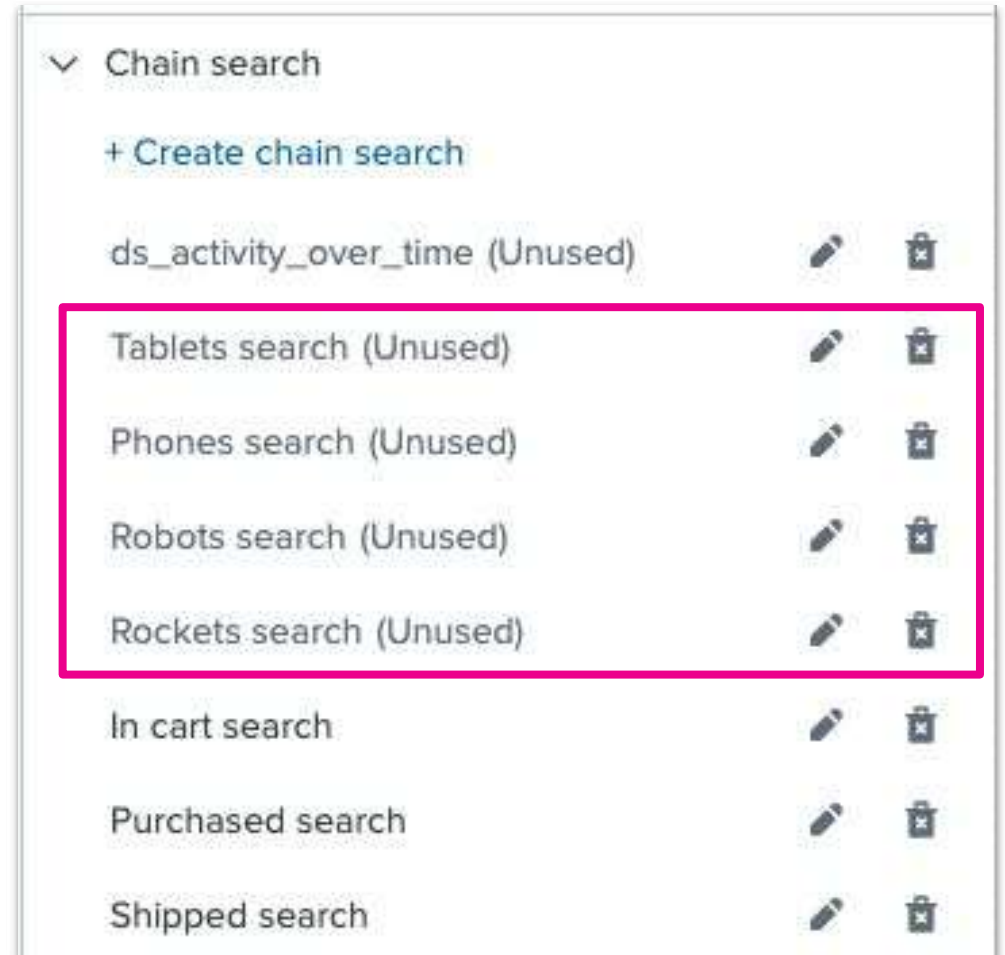 Chain search
+ Create chain search
ds_activity_over_time (Unused)
Tablets search (Unused)
Phones search (Unused)
Robots search (Unused)
Rockets search (Unused)
In cart search
Purchased search
Shipped search